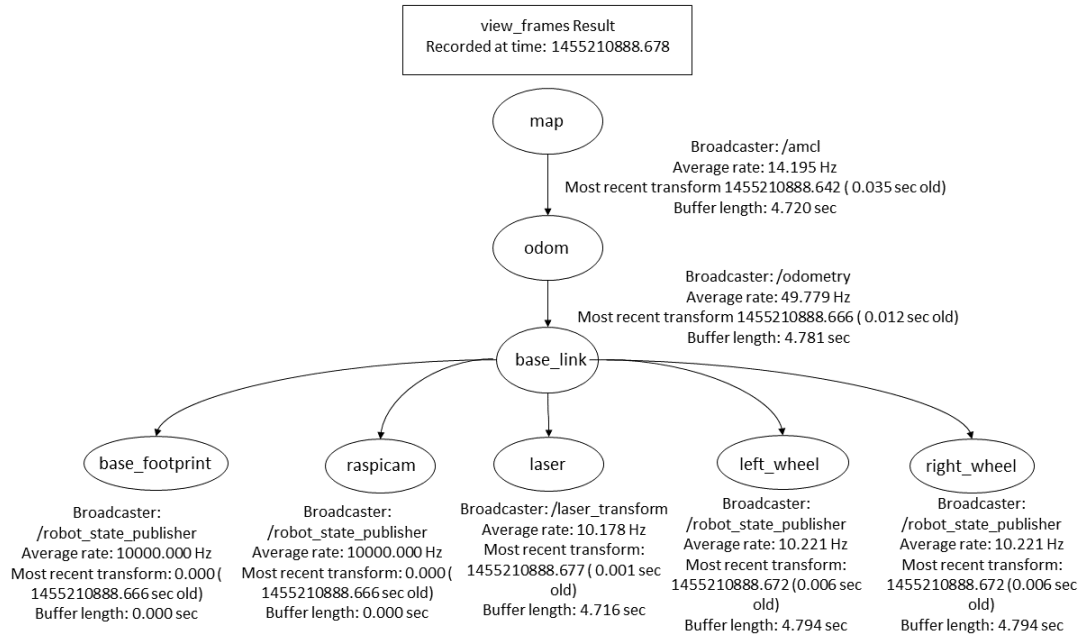 view_frames Result
Recorded at time: 1455210888.678
map
Broadcaster: /amcl
Average rate: 14.195 Hz
Most recent transform 1455210888.642 ( 0.035 sec old)
Buffer length: 4.720 sec
odom
Broadcaster: /odometry
Average rate: 49.779 Hz
Most recent transform 1455210888.666 ( 0.012 sec old)
Buffer length: 4.781 sec
base_link
base_footprint
raspicam
laser
left_wheel
right_wheel
Broadcaster:
/robot_state_publisher
Average rate: 10000.000 Hz
Most recent transform: 0.000 (
1455210888.666 sec old)
Buffer length: 0.000 sec
Broadcaster:
/robot_state_publisher
Average rate: 10000.000 Hz
Most recent transform: 0.000 (
1455210888.666 sec old)
Buffer length: 0.000 sec
Broadcaster: /laser_transform
Average rate: 10.178 Hz
Most recent transform:
1455210888.677 ( 0.001 sec
old)
Buffer length: 4.716 sec
Broadcaster:
/robot_state_publisher
Average rate: 10.221 Hz
Most recent transform:
1455210888.672 (0.006 sec
old)
Buffer length: 4.794 sec
Broadcaster:
/robot_state_publisher
Average rate: 10.221 Hz
Most recent transform:
1455210888.672 (0.006 sec
old)
Buffer length: 4.794 sec